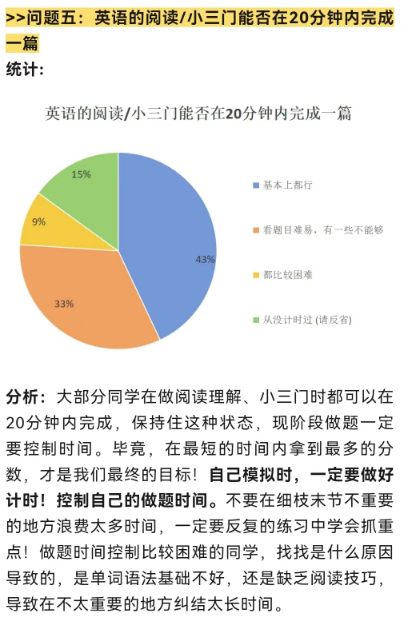 >>问题五：英语的阅读/小三门能否在20分钟内完成
一篇
统计：
英语的阅读/小三门能否在20分钟内完成一篇
15%
9%
43%
33%
基本上都行
看题目难易，有一些不能够
都比较困难
从没计时过 (请反省)
分析：大部分同学在做阅读理解、小三门时都可以在
20分钟内完成，保持住这种状态，现阶段做题一定
要控制时间。毕竟，在最短的时间内拿到最多的分
数，才是我们最终的目标！自己模拟时，一定要做好
计时！控制自己的做题时间。不要在细枝末节不重要
的地方浪费太多时间，一定要反复的练习中学会抓重
点！做题时间控制比较困难的同学，找找是什么原因
导致的，是单词语法基础不好，还是缺乏阅读技巧，
导致在不太重要的地方纠结太长时间。